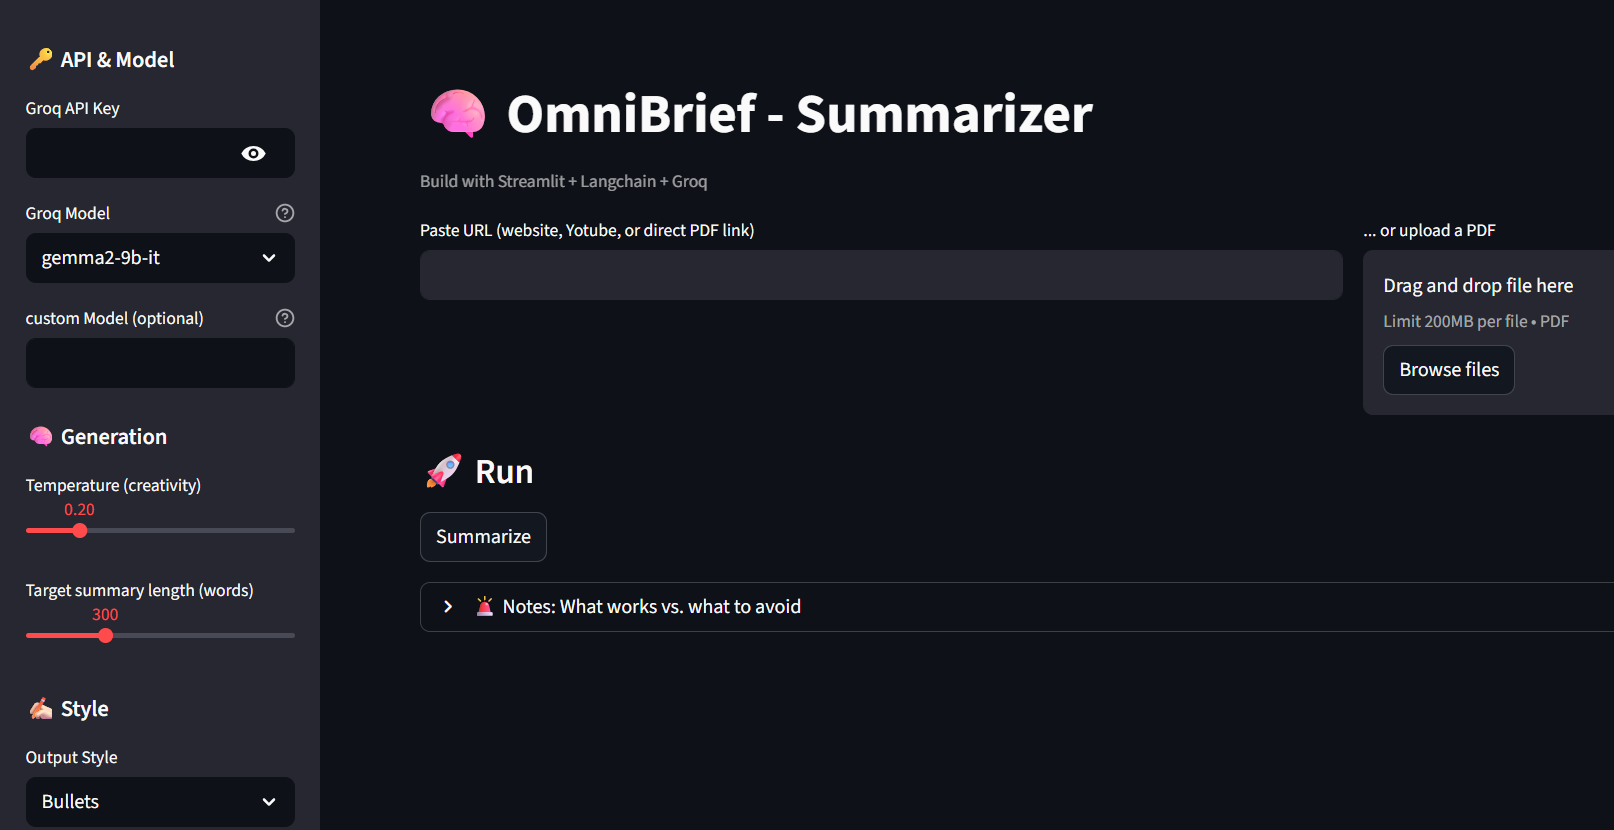 🔑 API & Model
Groq API Key
Groq Model
gemma2-9b-it
custom Model (optional)
🧠 Generation
Temperature (creativity)
0.20
Target summary length (words)
300
✍🏻 Style
Output Style
Bullets
🧠 OmniBrief - Summarizer
Build with Streamlit + Langchain + Groq
Paste URL (website, Yotube, or direct PDF link)
... or upload a PDF
Drag and drop file here
Limit 200MB per file • PDF
Browse files
🚀 Run
Summarize
🚨 Notes: What works vs. what to avoid